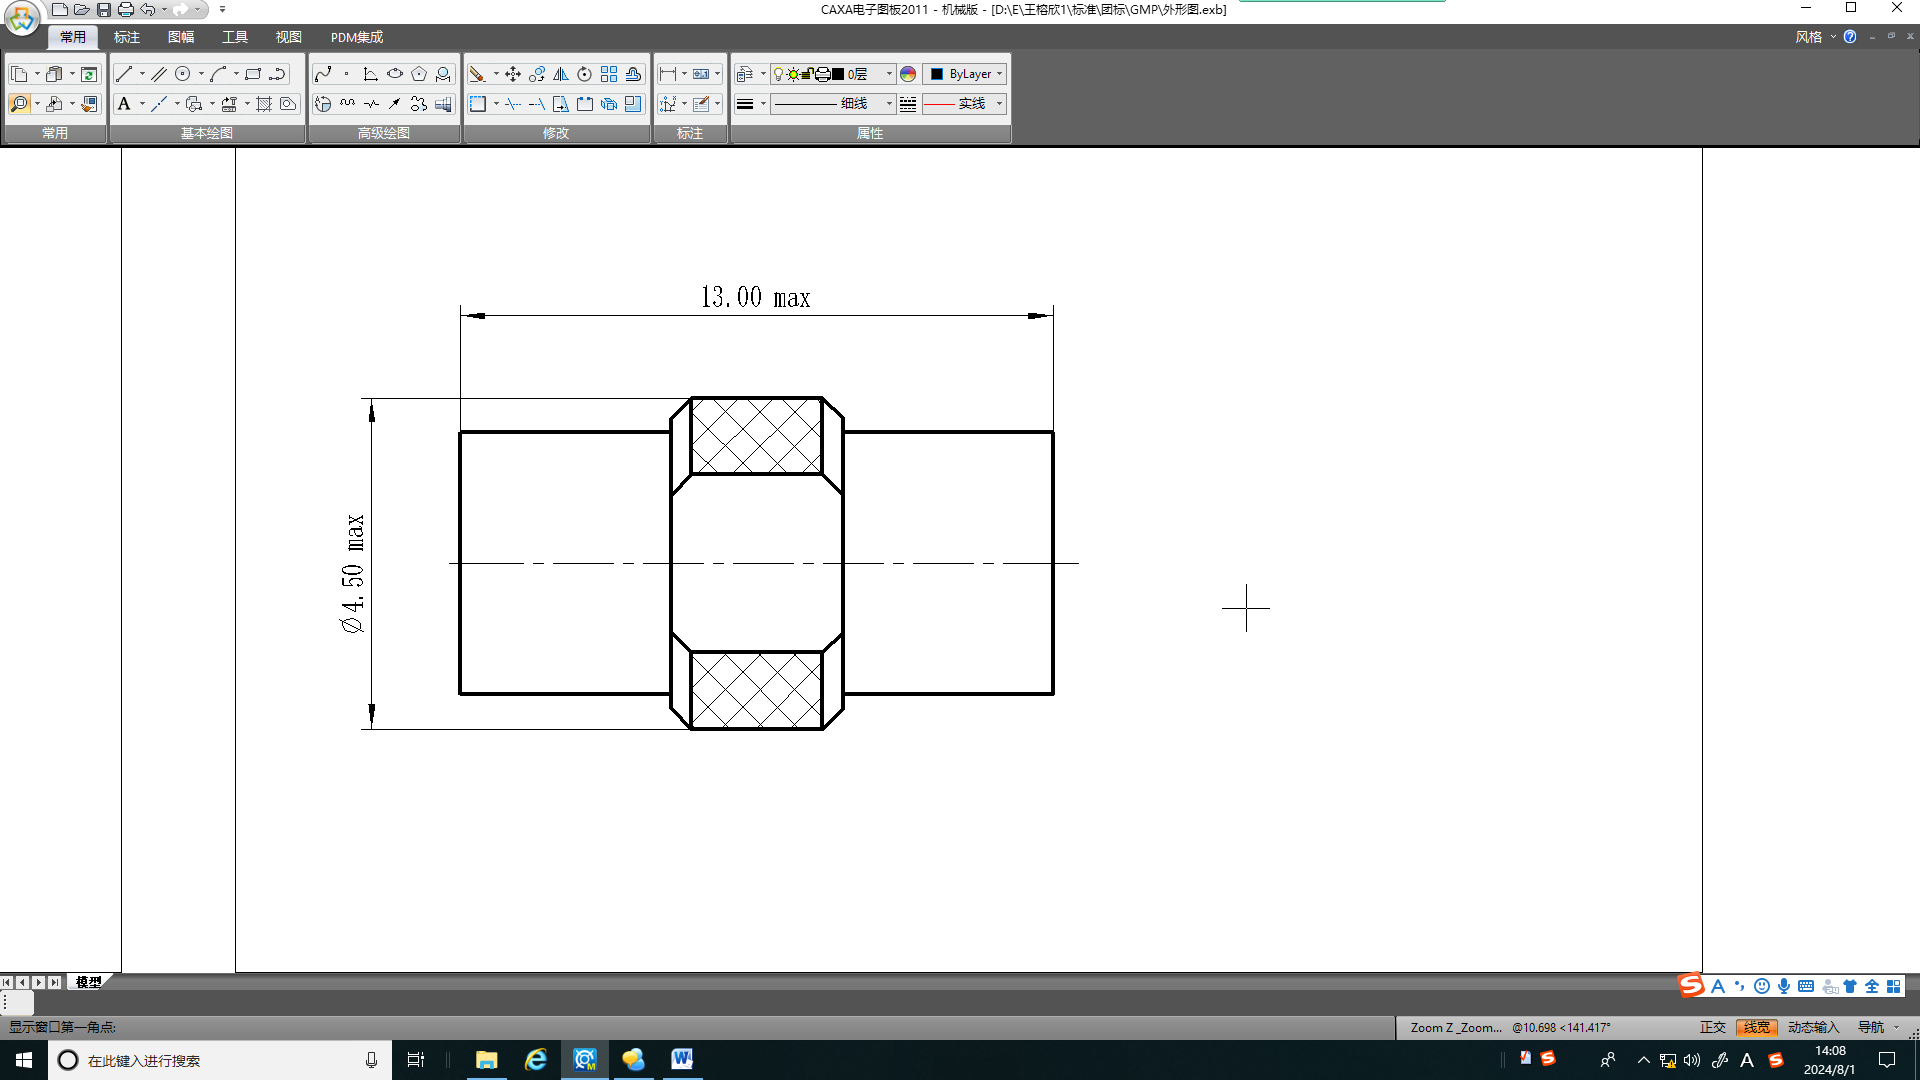 CAXA电子图板2011 - 机械版 - [D:\E\王榕欣1\标准\团标\GMP\外形图.exb]
常用 标注 图幅 工具 视图 PDM集成 风格
0层 ByLayer
A 细线 实线
常用 基本绘图 高级绘图 修改 标注 属性
13.00 max
Ø4.50 max
模型
A 全
显示窗口第一角点: Zoom Z _Zoom... @10.698 <141.417° 正交 线宽 动态输入 导航
在此键入进行搜索
A
14:08
2024/8/1